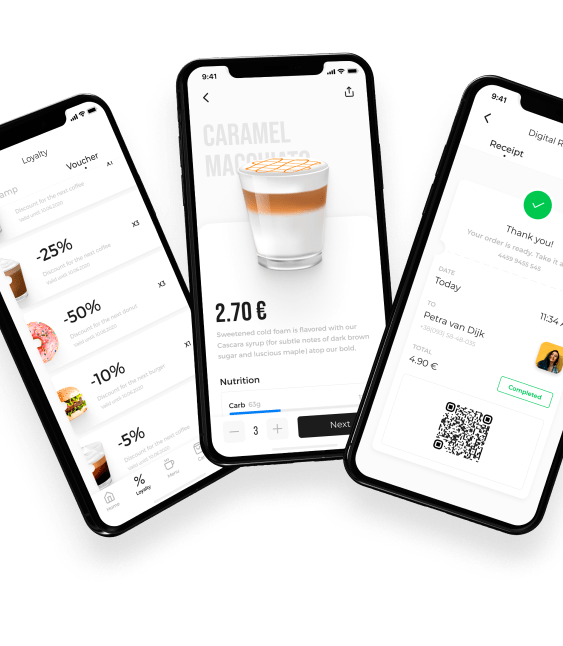 Loyalty
Voucher
X1
Discount for the next coffee
-25%
X3
Discount for the next coffee
-50%
X3
Discount for the next donut
-10%
X1
Discount for the next burger
-5%
Discount for the next coffee
Home
Loyalty
Menu
9:41
CARAMEL
MACCHIATO
2.70 €
Sweetened cold foam is flavored with our
Cascara syrup (for subtle notes of dark brown
sugar and luscious maple) atop our bold.
Nutrition
Carb 63g
3
Next
9:41
Digital R
Receipt
Thank you!
Your order is ready. Take it a
4489 9455 545
DATE
Today
11:34
TO
Petra van Dijk
TOTAL
4.90 €
Completed